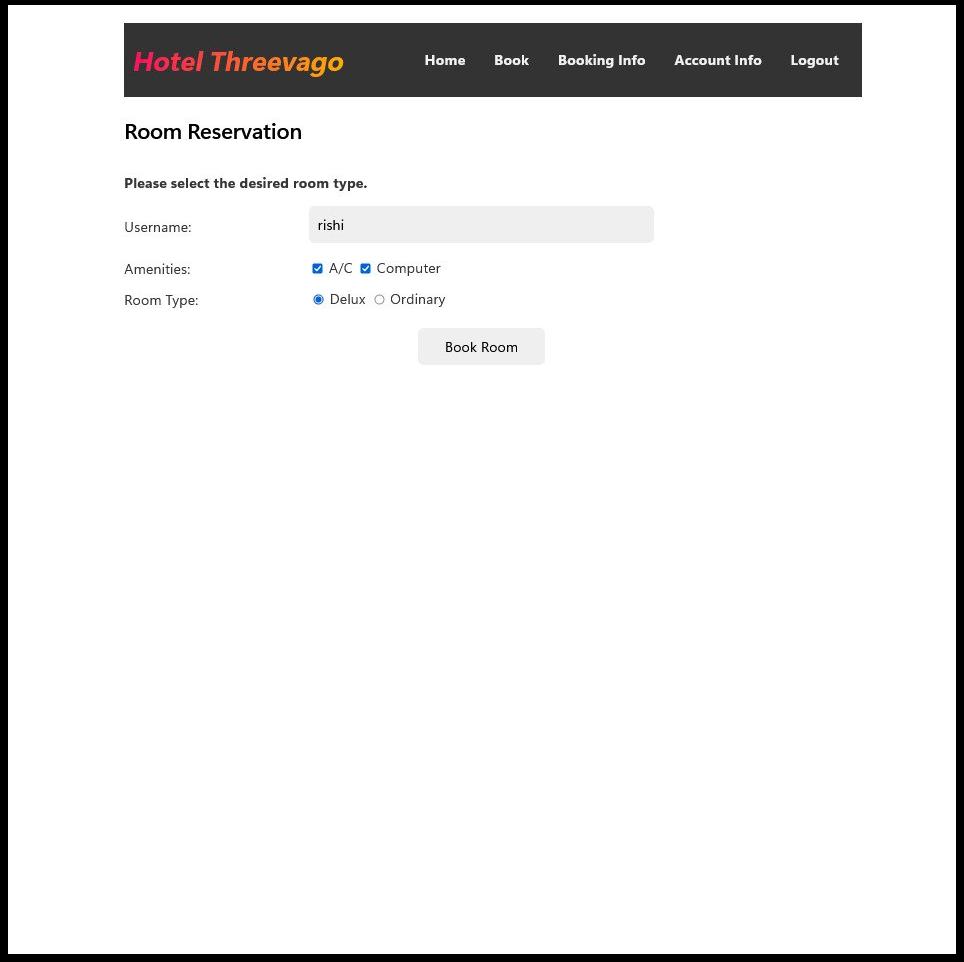 Hotel Threevago Home Book Booking Info Account Info Logout
Room Reservation
Please select the desired room type.
Username: rishi
Amenities: A/C Computer
Room Type: Delux Ordinary
Book Room